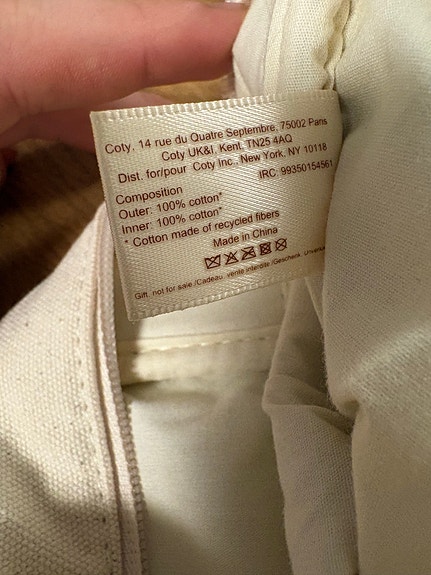 Coty, 14 rue du Quatre Septembre, 75002 Paris
Coty UK&I, Kent, TN25 4AQ
Dist. for/pour Coty Inc., New York, NY 10118
IRC: 99350154561
Composition
Outer: 100% cotton*
Inner: 100% cotton*
* Cotton made of recycled fibers
Made in China
Gift, not for sale /Cadeau, vente interdite /Geschenk,